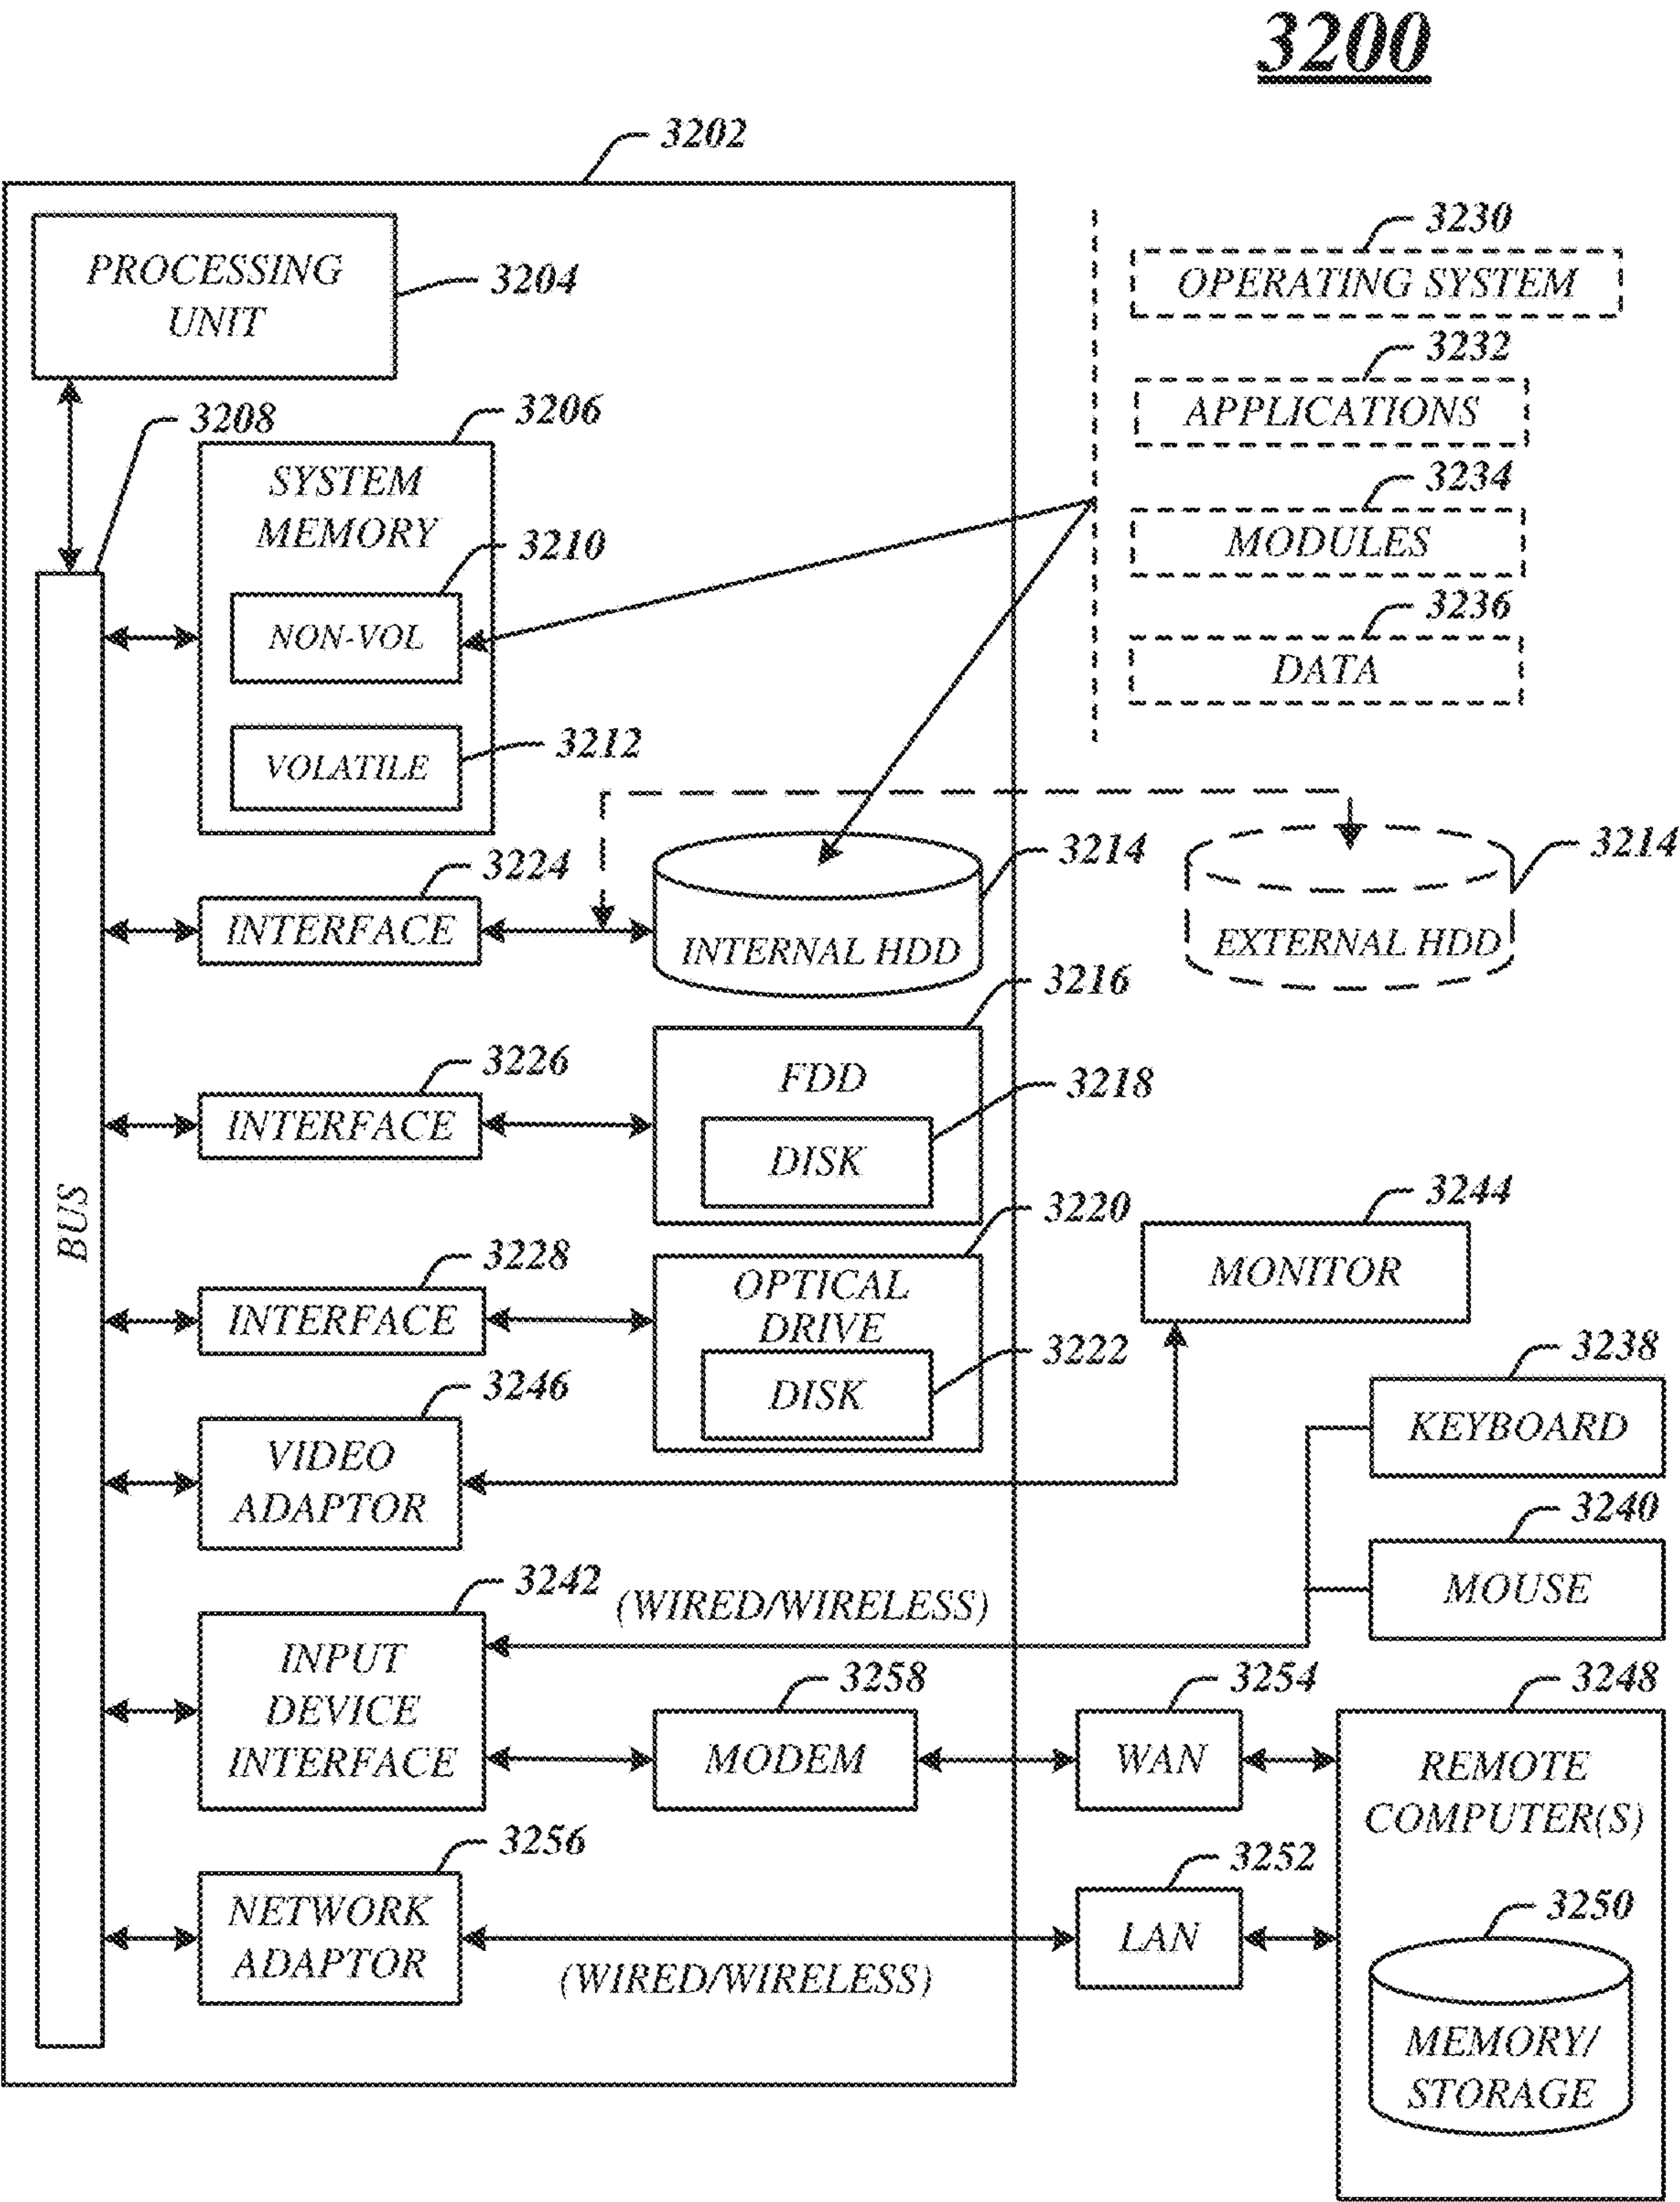 3200
3202
PROCESSING
UNIT
3204
3230
OPERATING SYSTEM
3232
APPLICATIONS
3234
MODULES
3236
DATA
3208
3206
SYSTEM
MEMORY
3210
NON-VOL
3212
VOLATILE
3224
INTERFACE
3214
INTERNAL HDD
3214
EXTERNAL HDD
3216
FDD
3218
DISK
3226
INTERFACE
BUS
3220
OPTICAL
DRIVE
3222
DISK
3228
INTERFACE
3244
MONITOR
3246
VIDEO
ADAPTOR
3238
KEYBOARD
3240
MOUSE
3242
(WIRED/WIRELESS)
INPUT
DEVICE
INTERFACE
3258
MODEM
3254
WAN
3248
REMOTE
COMPUTER(S)
3256
NETWORK
ADAPTOR
(WIRED/WIRELESS)
3252
LAN
3250
MEMORY/
STORAGE